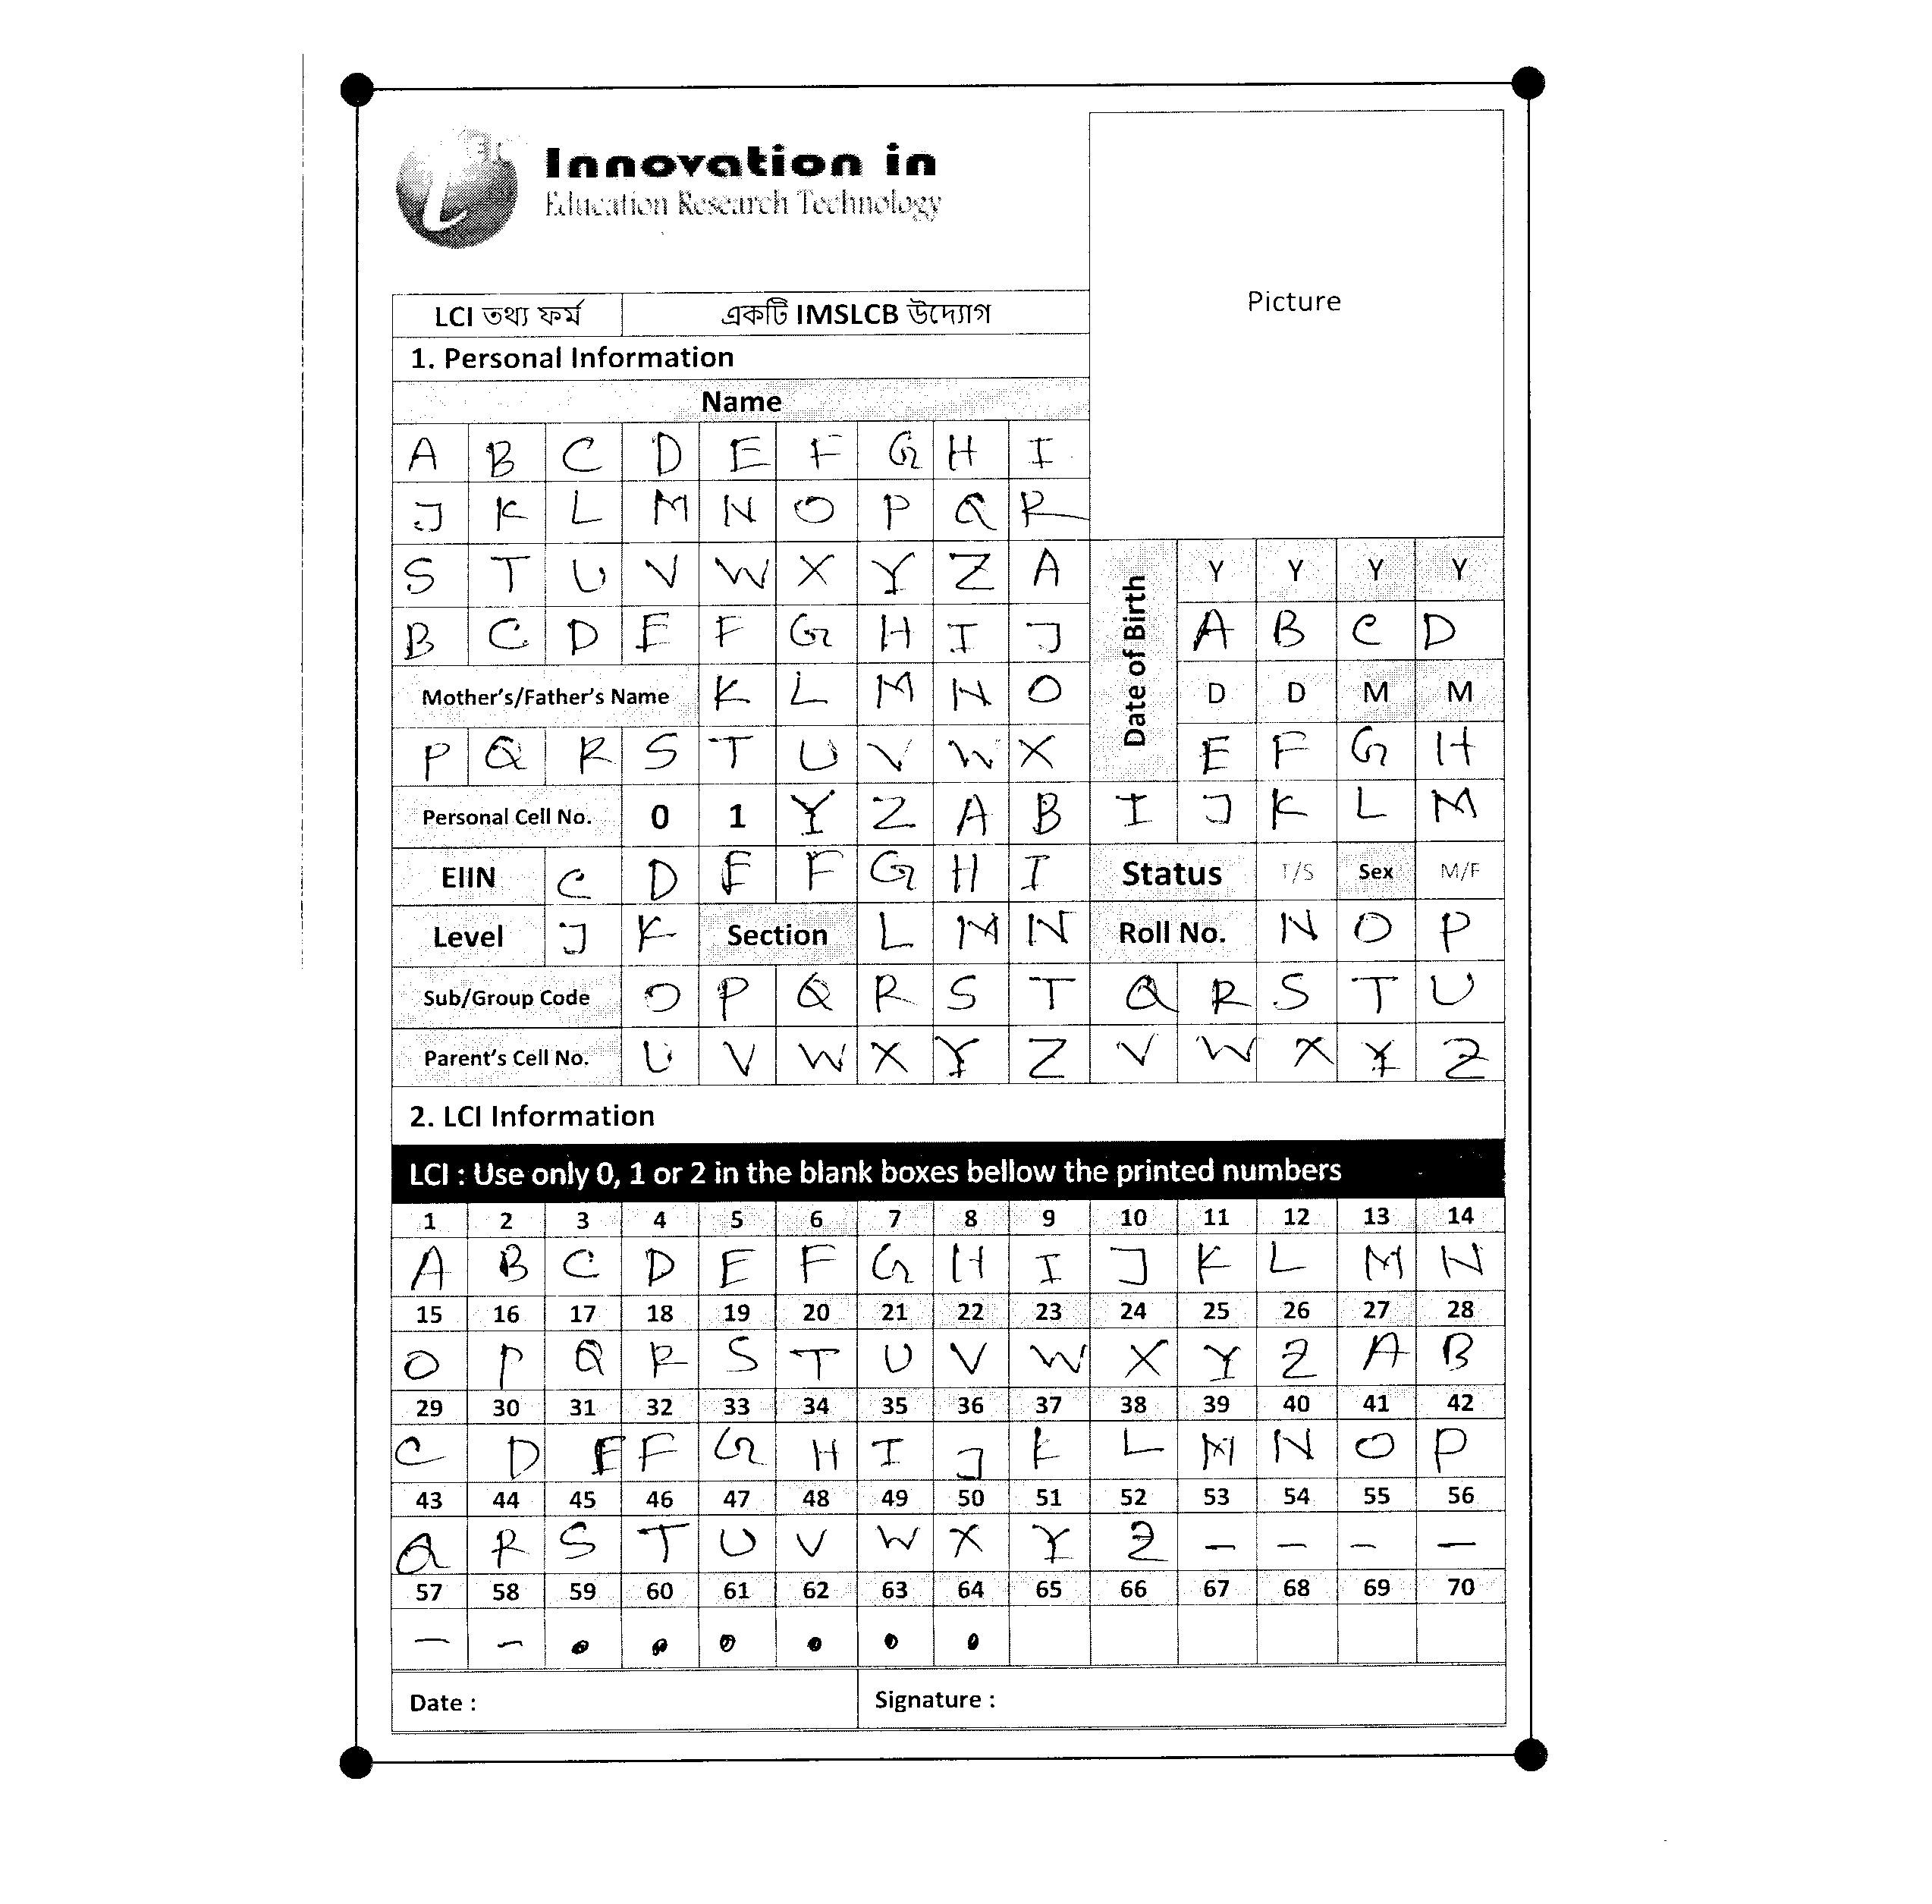 Innovation in
Education Research Technology
Picture
LCI তথ্য ফর্ম একটি IMSLCB উদ্যোগ
1. Personal Information
Name
A B C D E F G H I
J K L M N O P Q R
S T U V W X Y Z A
B C D E F G H I J
Date of Birth
Y Y Y Y
A B C D
D D M M
E F G H
Mother's/Father's Name K L M N O
P Q R S T U V W X
Personal Cell No. 0 1 Y Z A B I J K L M
EIIN C D E F G H I Status T/S Sex M/F
Level J K Section L M N Roll No. N O P
Sub/Group Code O P Q R S T Q R S T U
Parent's Cell No. U V W X Y Z V W X Y Z
2. LCI Information
LCI : Use only 0, 1 or 2 in the blank boxes bellow the printed numbers
1 2 3 4 5 6 7 8 9 10 11 12 13 14
A B C D E F G H I J K L M N
15 16 17 18 19 20 21 22 23 24 25 26 27 28
O P Q R S T U V W X Y Z A B
29 30 31 32 33 34 35 36 37 38 39 40 41 42
C D E F G H I J K L M N O P
43 44 45 46 47 48 49 50 51 52 53 54 55 56
Q R S T U V W X Y Z — — — —
57 58 59 60 61 62 63 64 65 66 67 68 69 70
— — • • • • • •
Date : Signature :